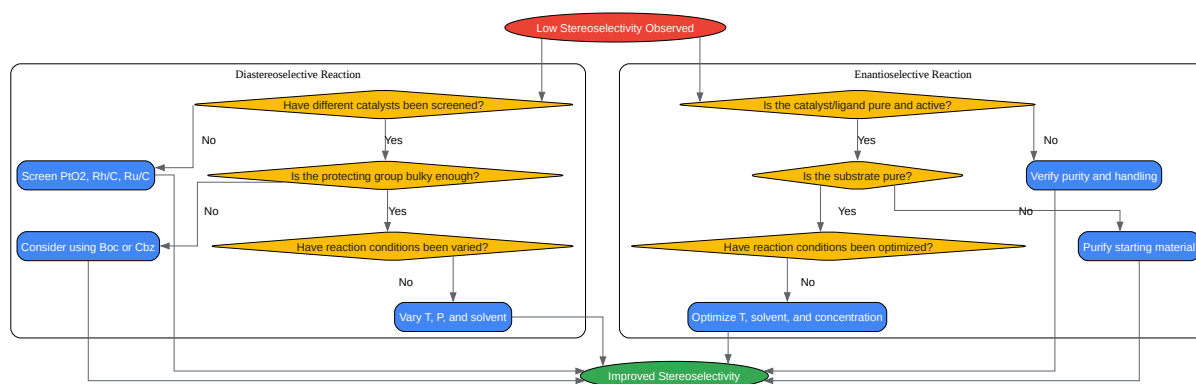 Low Stereoselectivity Observed
Diastereoselective Reaction
Have different catalysts been screened?
No
Yes
Screen PtO2, Rh/C, Ru/C
Is the protecting group bulky enough?
No
Yes
Consider using Boc or Cbz
Have reaction conditions been varied?
No
Vary T, P, and solvent
Enantioselective Reaction
Is the catalyst/ligand pure and active?
Yes
No
Is the substrate pure?
Verify purity and handling
Yes
No
Have reaction conditions been optimized?
Purify starting material
No
Optimize T, solvent, and concentration
Improved Stereoselectivity